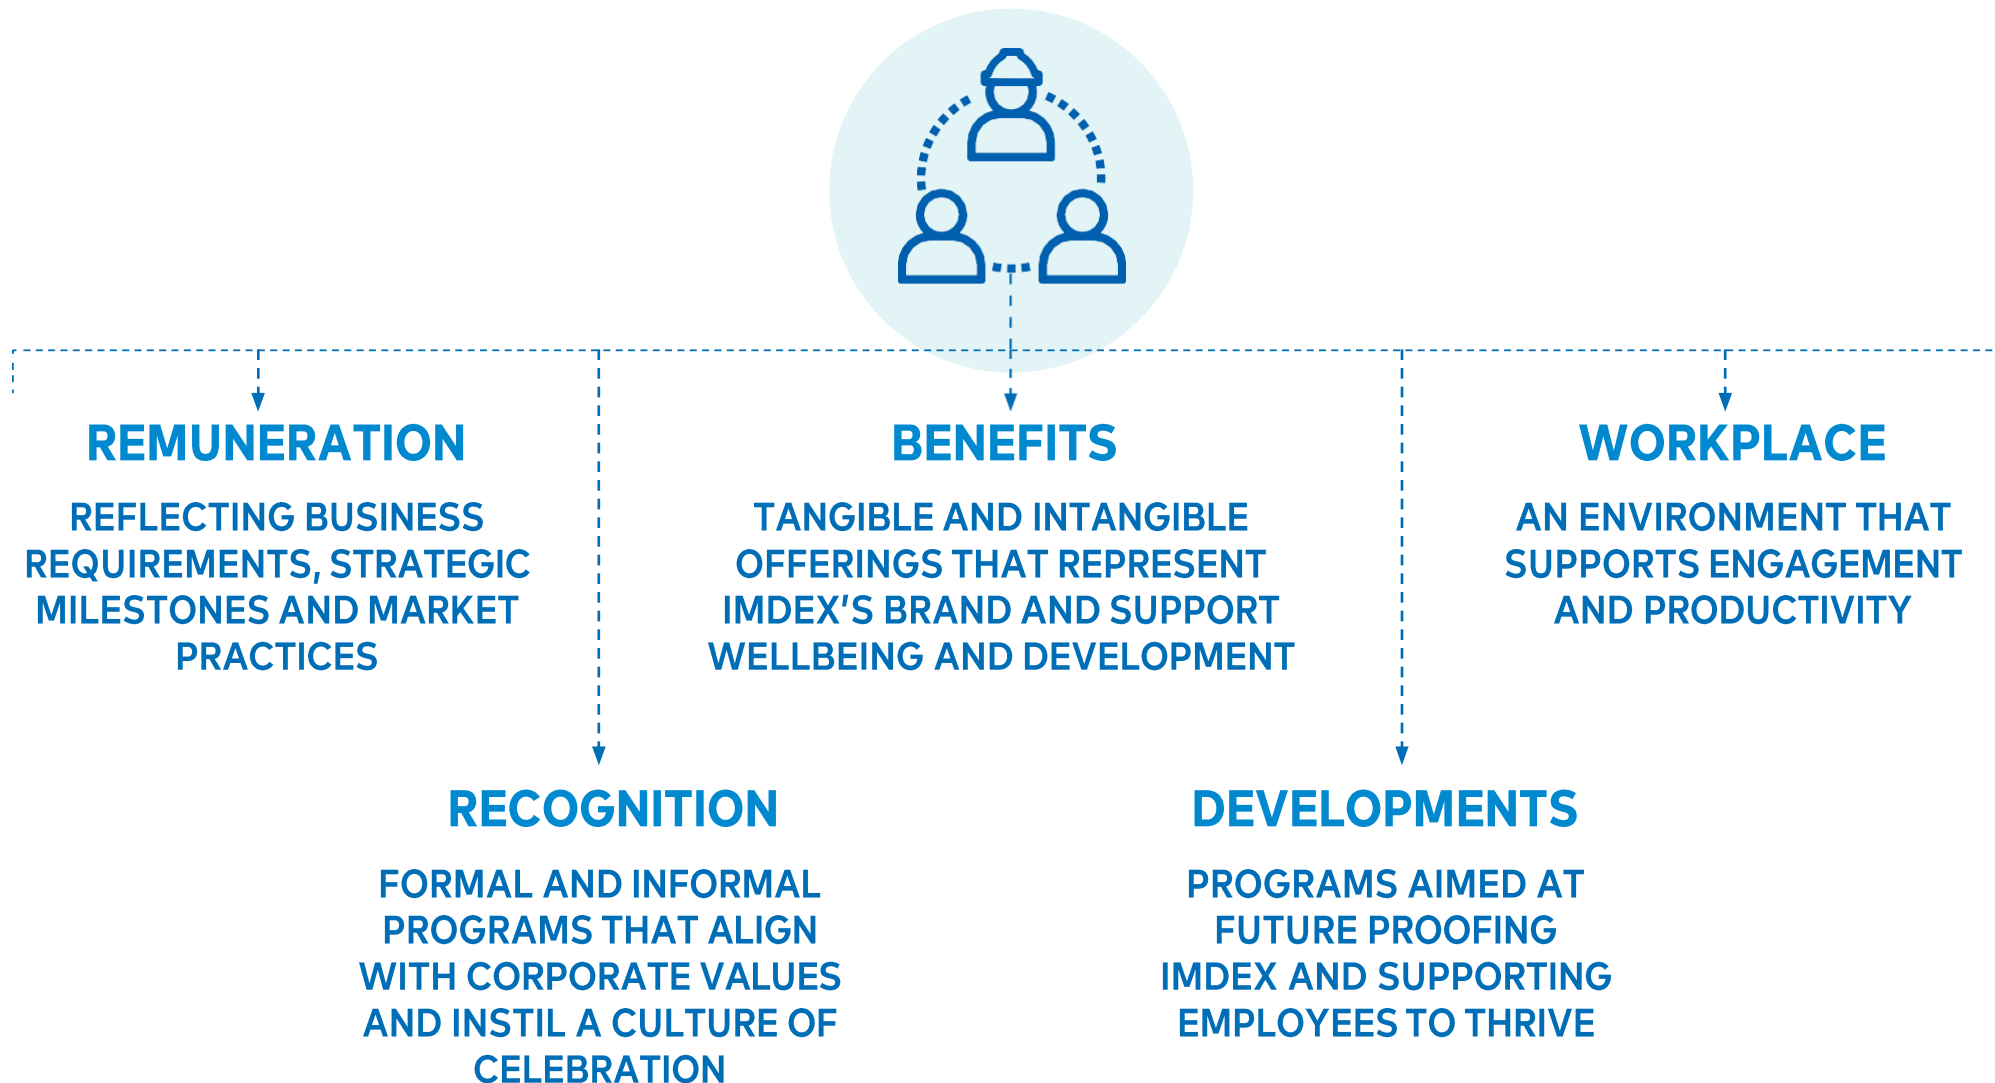 REMUNERATION
REFLECTING BUSINESS
REQUIREMENTS, STRATEGIC
MILESTONES AND MARKET
PRACTICES
BENEFITS
TANGIBLE AND INTANGIBLE
OFFERINGS THAT REPRESENT
IMDEX’S BRAND AND SUPPORT
WELLBEING AND DEVELOPMENT
WORKPLACE
AN ENVIRONMENT THAT
SUPPORTS ENGAGEMENT
AND PRODUCTIVITY
RECOGNITION
FORMAL AND INFORMAL
PROGRAMS THAT ALIGN
WITH CORPORATE VALUES
AND INSTIL A CULTURE OF
CELEBRATION
DEVELOPMENTS
PROGRAMS AIMED AT
FUTURE PROOFING
IMDEX AND SUPPORTING
EMPLOYEES TO THRIVE